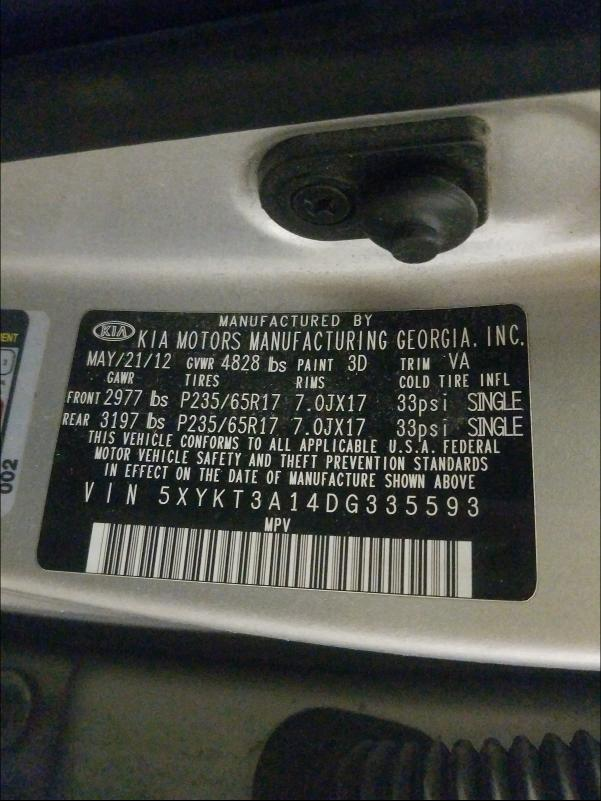 MANUFACTURED BY
KIA KIA MOTORS MANUFACTURING GEORGIA. INC.
MAY/21/12 GVWR 4828 lbs PAINT 3D TRIM VA
GAWR TIRES RIMS COLD TIRE INFL
FRONT 2977 lbs P235/65R17 7.0JX17 33psi SINGLE
REAR 3197 lbs P235/65R17 7.0JX17 33psi SINGLE
THIS VEHICLE CONFORMS TO ALL APPLICABLE U.S.A. FEDERAL
MOTOR VEHICLE SAFETY AND THEFT PREVENTION STANDARDS
IN EFFECT ON THE DATE OF MANUFACTURE SHOWN ABOVE
VIN 5XYKT3A14DG335593
MPV
002